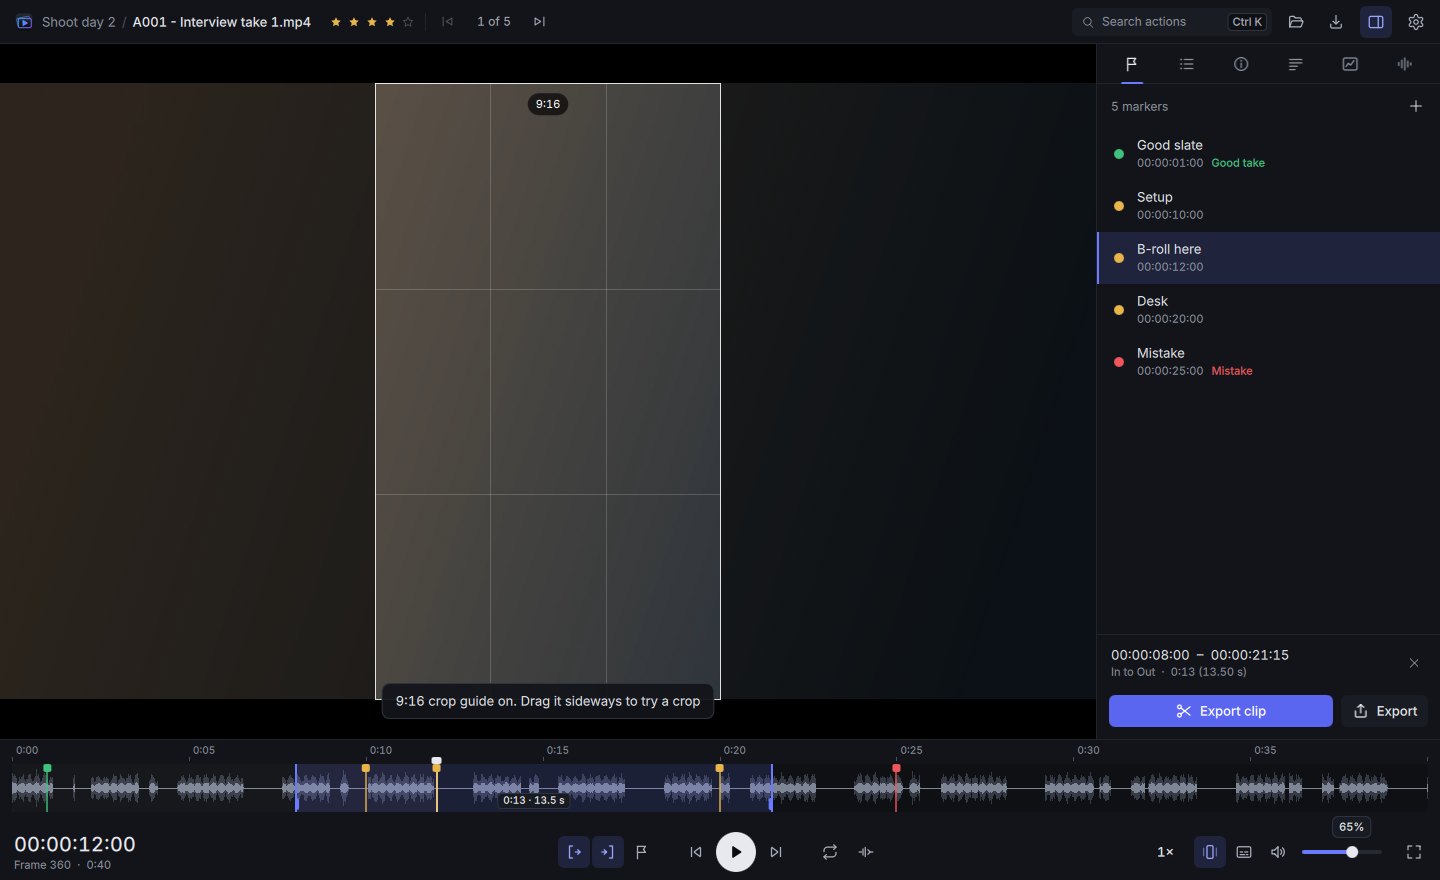 Shoot day 2 / A001 - Interview take 1.mp4
1 of 5
Search actions Ctrl K
9:16
5 markers
Good slate
00:00:01:00 Good take
Setup
00:00:10:00
B-roll here
00:00:12:00
Desk
00:00:20:00
Mistake
00:00:25:00 Mistake
9:16 crop guide on. Drag it sideways to try a crop
00:00:08:00 – 00:00:21:15
In to Out · 0:13 (13.50 s)
Export clip
Export
0:00 0:05 0:10 0:15 0:20 0:25 0:30 0:35
0:13 · 13.5 s
65%
00:00:12:00
Frame 360 · 0:40
1×